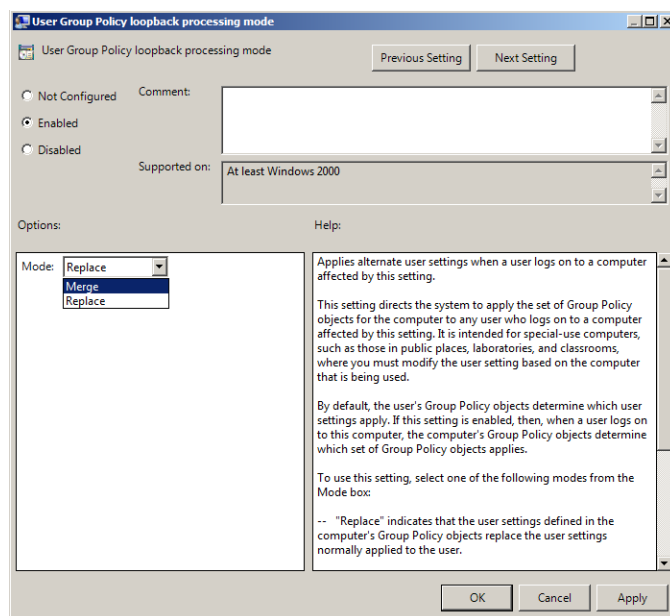 User Group Policy loopback processing mode
User Group Policy loopback processing mode
Previous Setting
Next Setting
Not Configured
Comment:
Enabled
Disabled
Supported on:
At least Windows 2000
Options:
Help:
Mode:
Replace
Merge
Replace
Applies alternate user settings when a user logs on to a computer
affected by this setting.
This setting directs the system to apply the set of Group Policy
objects for the computer to any user who logs on to a computer
affected by this setting. It is intended for special-use computers,
such as those in public places, laboratories, and classrooms,
where you must modify the user setting based on the computer
that is being used.
By default, the user's Group Policy objects determine which user
settings apply. If this setting is enabled, then, when a user logs on
to this computer, the computer's Group Policy objects determine
which set of Group Policy objects applies.
To use this setting, select one of the following modes from the
Mode box:
-- "Replace" indicates that the user settings defined in the
computer's Group Policy objects replace the user settings
normally applied to the user.
OK
Cancel
Apply